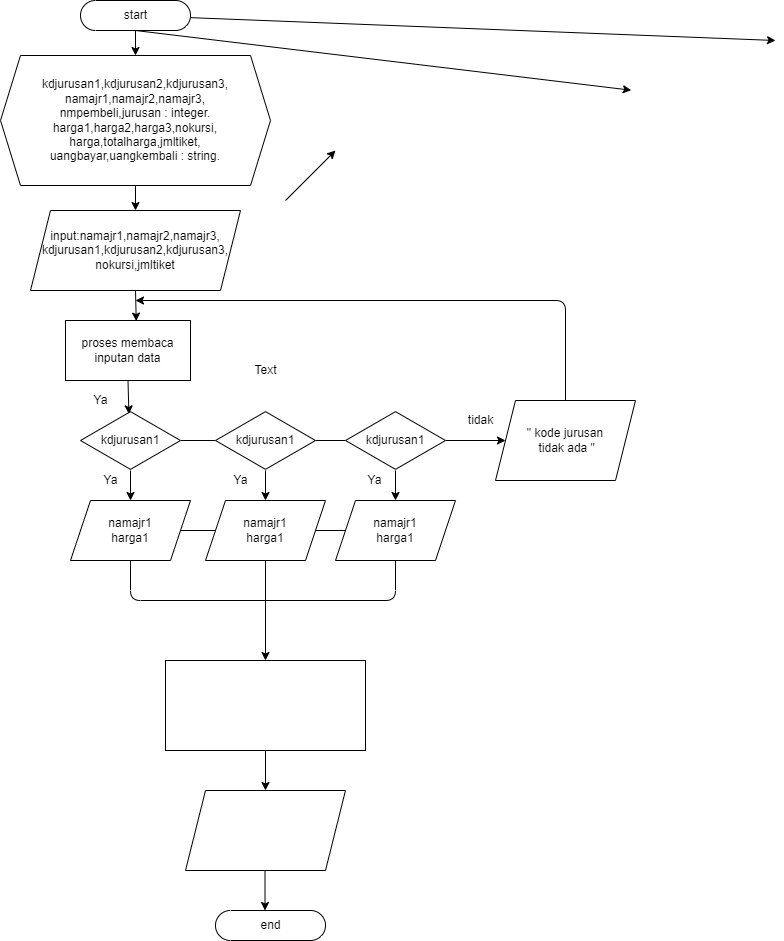 start
kdjurusan1,kdjurusan2,kdjurusan3,
namajr1,namajr2,namajr3,
nmpembeli,jurusan : integer.
harga1,harga2,harga3,nokursi,
harga,totalharga,jmltiket,
uangbayar,uangkembali : string.
input:namajr1,namajr2,namajr3,
kdjurusan1,kdjurusan2,kdjurusan3,
nokursi,jmltiket
proses membaca
inputan data
Text
Ya
kdjurusan1
kdjurusan1
kdjurusan1
tidak
" kode jurusan
tidak ada "
Ya
Ya
Ya
namajr1
harga1
namajr1
harga1
namajr1
harga1
end